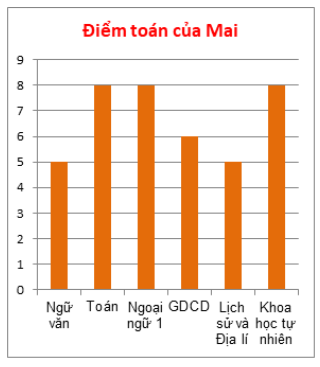 Điểm toán của Mai
9
8
7
6
5
4
3
2
1
0
Ngữ văn
Toán
Ngoại ngữ 1
GDCD
Lịch sử và Địa lí
Khoa học tự nhiên